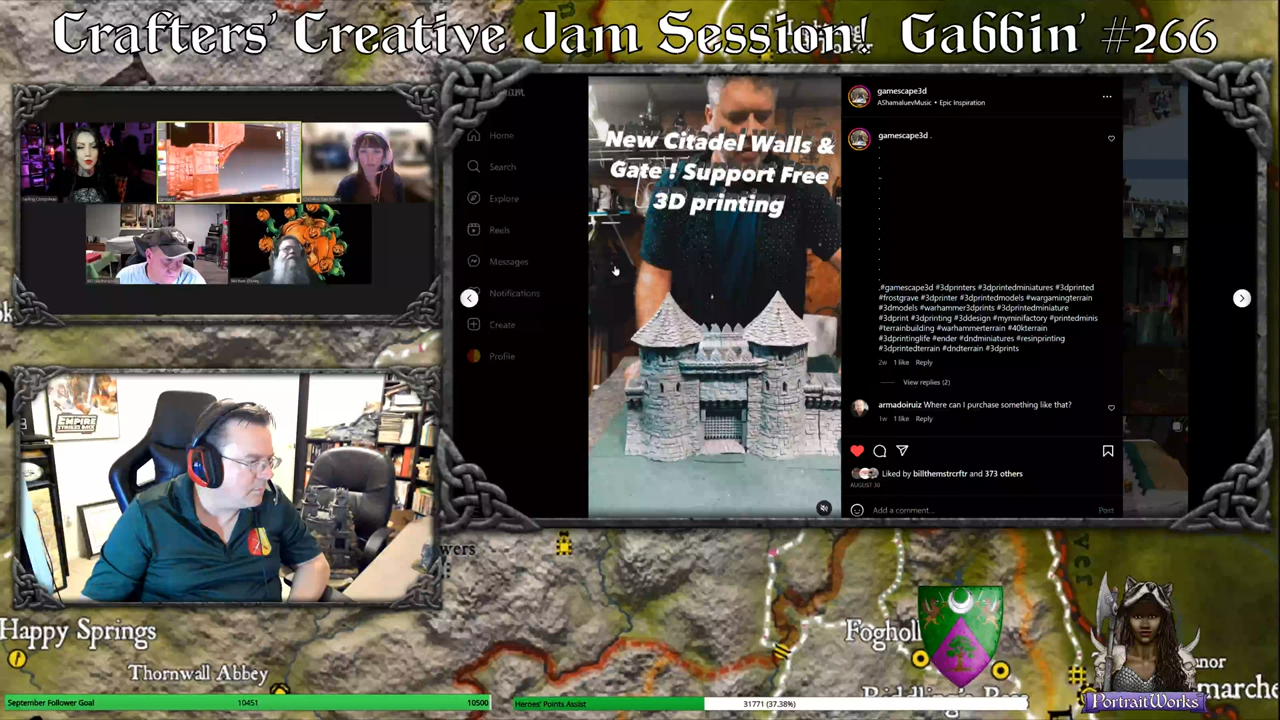 Crafters' Creative Jam Session! Gabbin' #266
Home
Search
Explore
Reels
Messages
Notifications
Create
Profile
New Citadel Walls &
Gate ! Support Free
3D printing
gamescape3d
AShamaluevMusic • Epic Inspiration
gamescape3d .
.#gamescape3d #3dprinters #3dprintedminiatures #3dprinted
#frostgrave #3dprinter #3dprintedmodels #wargamingterrain
#3dmodels #warhammer3dprints #3dprintedminiature
#3dprint #3dprinting #3ddesign #myminifactory #printedminis
#terrainbuilding #warhammerterrain #40kterrain
#3dprintinglife #ender #dndminiatures #resinprinting
#3dprintedterrain #dndterrain #3dprints
2w 1 like Reply
View replies (2)
armadoiruiz Where can I purchase something like that?
1w 1 like Reply
Liked by billthemstrcrftr and 373 others
AUGUST 30
Add a comment... Post
EMPIRE
STRIKES BACK
Happy Springs
Thornwall Abbey
PortraitWorks
September Follower Goal 10451 10500
Heroes' Points Assist 31771 (37.38%)